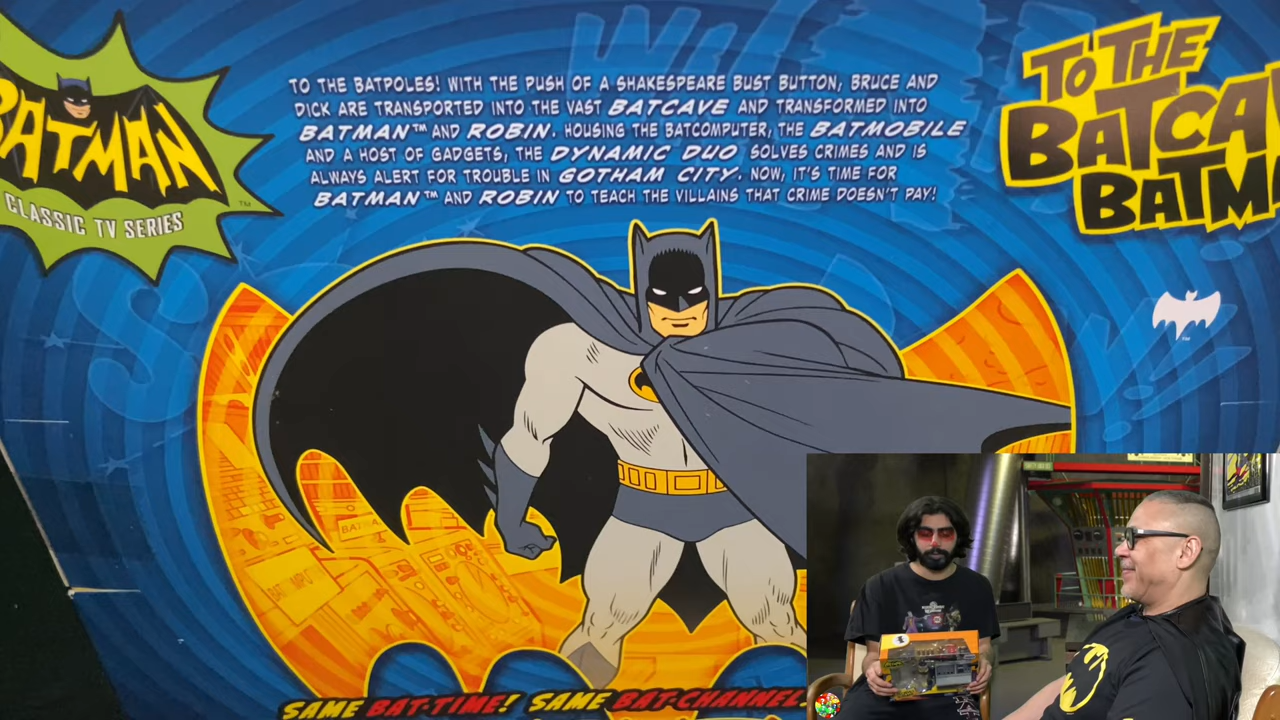 BATMAN
CLASSIC TV SERIES
TO THE BATPOLES! WITH THE PUSH OF A SHAKESPEARE BUST BUTTON, BRUCE AND
DICK ARE TRANSPORTED INTO THE VAST BATCAVE AND TRANSFORMED INTO
BATMAN™ AND ROBIN. HOUSING THE BATCOMPUTER, THE BATMOBILE
AND A HOST OF GADGETS, THE DYNAMIC DUO SOLVES CRIMES AND IS
ALWAYS ALERT FOR TROUBLE IN GOTHAM CITY. NOW, IT'S TIME FOR
BATMAN™ AND ROBIN TO TEACH THE VILLAINS THAT CRIME DOESN'T PAY!
TO THE
BATCA
BATM
SAME BAT-TIME! SAME BAT-CHANNEL